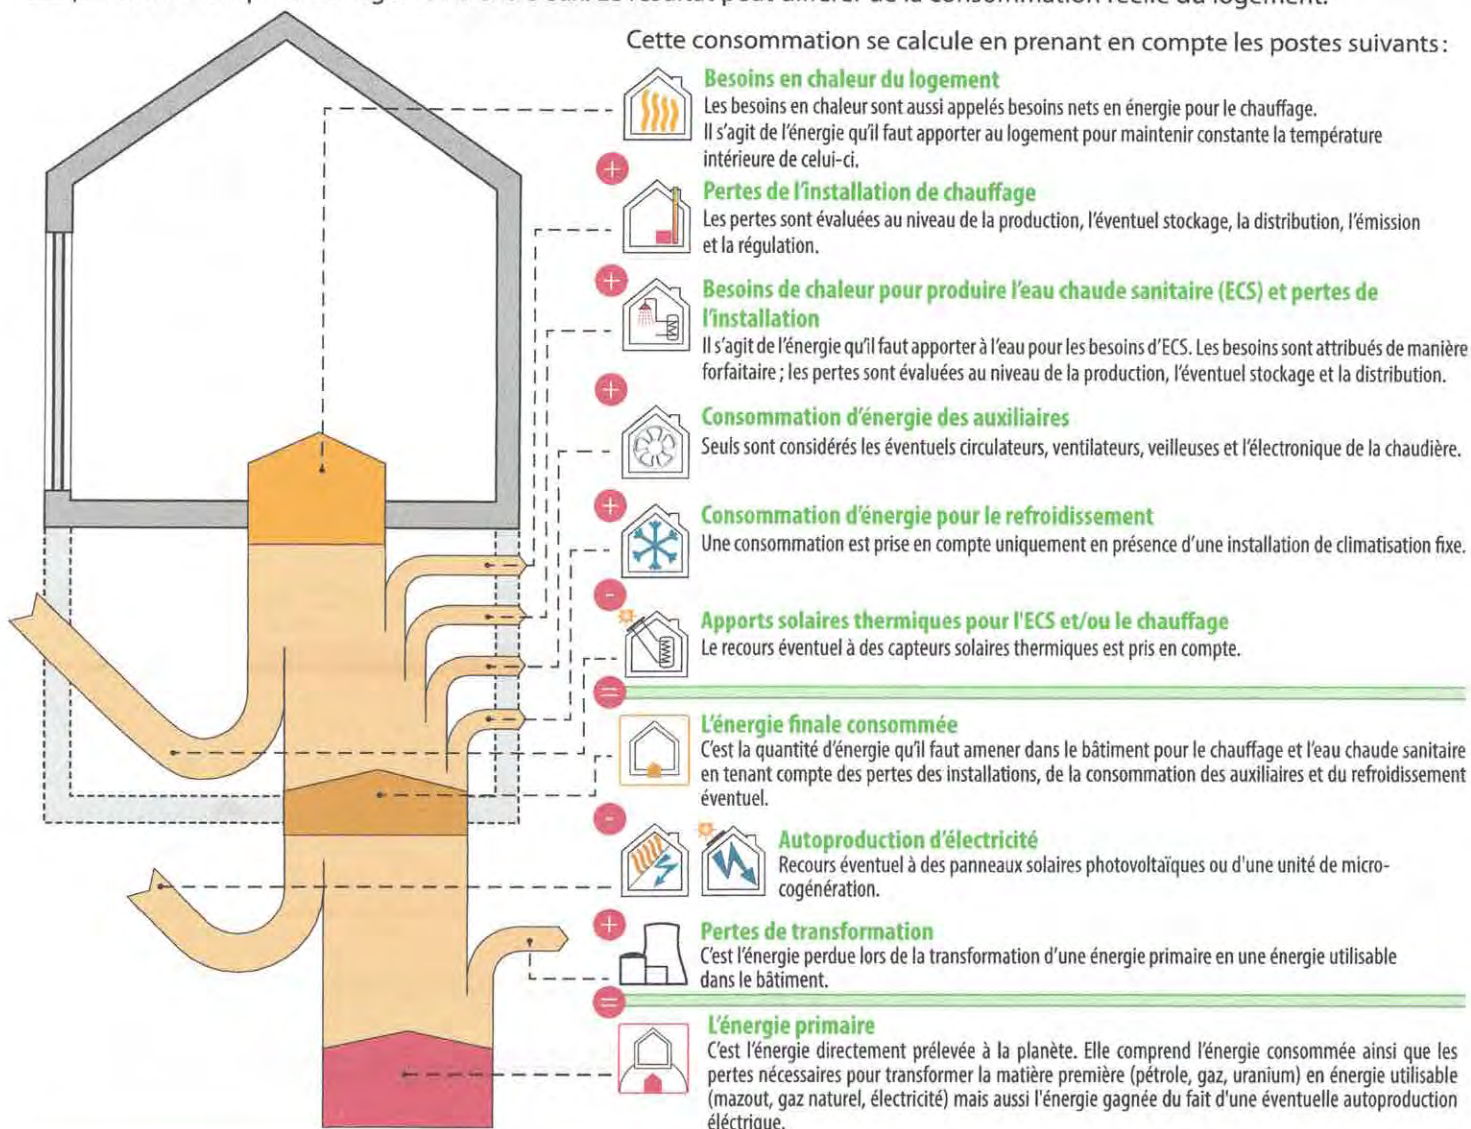 Cette consommation se calcule en prenant en compte les postes suivants :
Besoins en chaleur du logement
Les besoins en chaleur sont aussi appelés besoins nets en énergie pour le chauffage.
Il s'agit de l'énergie qu'il faut apporter au logement pour maintenir constante la température
intérieure de celui-ci.
+
Pertes de l'installation de chauffage
Les pertes sont évaluées au niveau de la production, l'éventuel stockage, la distribution, l'émission
et la régulation.
+
Besoins de chaleur pour produire l'eau chaude sanitaire (ECS) et pertes de
l'installation
Il s'agit de l'énergie qu'il faut apporter à l'eau pour les besoins d'ECS. Les besoins sont attribués de manière
forfaitaire ; les pertes sont évaluées au niveau de la production, l'éventuel stockage et la distribution.
+
Consommation d'énergie des auxiliaires
Seuls sont considérés les éventuels circulateurs, ventilateurs, veilleuses et l'électronique de la chaudière.
+
Consommation d'énergie pour le refroidissement
Une consommation est prise en compte uniquement en présence d'une installation de climatisation fixe.
-
Apports solaires thermiques pour l'ECS et/ou le chauffage
Le recours éventuel à des capteurs solaires thermiques est pris en compte.
=
L'énergie finale consommée
C'est la quantité d'énergie qu'il faut amener dans le bâtiment pour le chauffage et l'eau chaude sanitaire
en tenant compte des pertes des installations, de la consommation des auxiliaires et du refroidissement
éventuel.
-
Autoproduction d'électricité
Recours éventuel à des panneaux solaires photovoltaïques ou d'une unité de micro-
cogénération.
+
Pertes de transformation
C'est l'énergie perdue lors de la transformation d'une énergie primaire en une énergie utilisable
dans le bâtiment.
=
L'énergie primaire
C'est l'énergie directement prélevée à la planète. Elle comprend l'énergie consommée ainsi que les
pertes nécessaires pour transformer la matière première (pétrole, gaz, uranium) en énergie utilisable
(mazout, gaz naturel, électricité) mais aussi l'énergie gagnée du fait d'une éventuelle autoproduction
éléctrique.